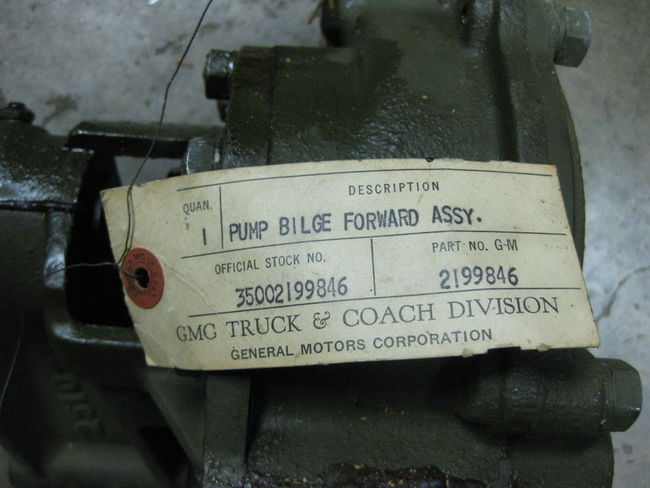 DESCRIPTION
QUAN.
1 PUMP BILGE FORWARD ASSY.
OFFICIAL STOCK NO. PART NO. G-M
35002199846 2199846
GMC TRUCK & COACH DIVISION
GENERAL MOTORS CORPORATION